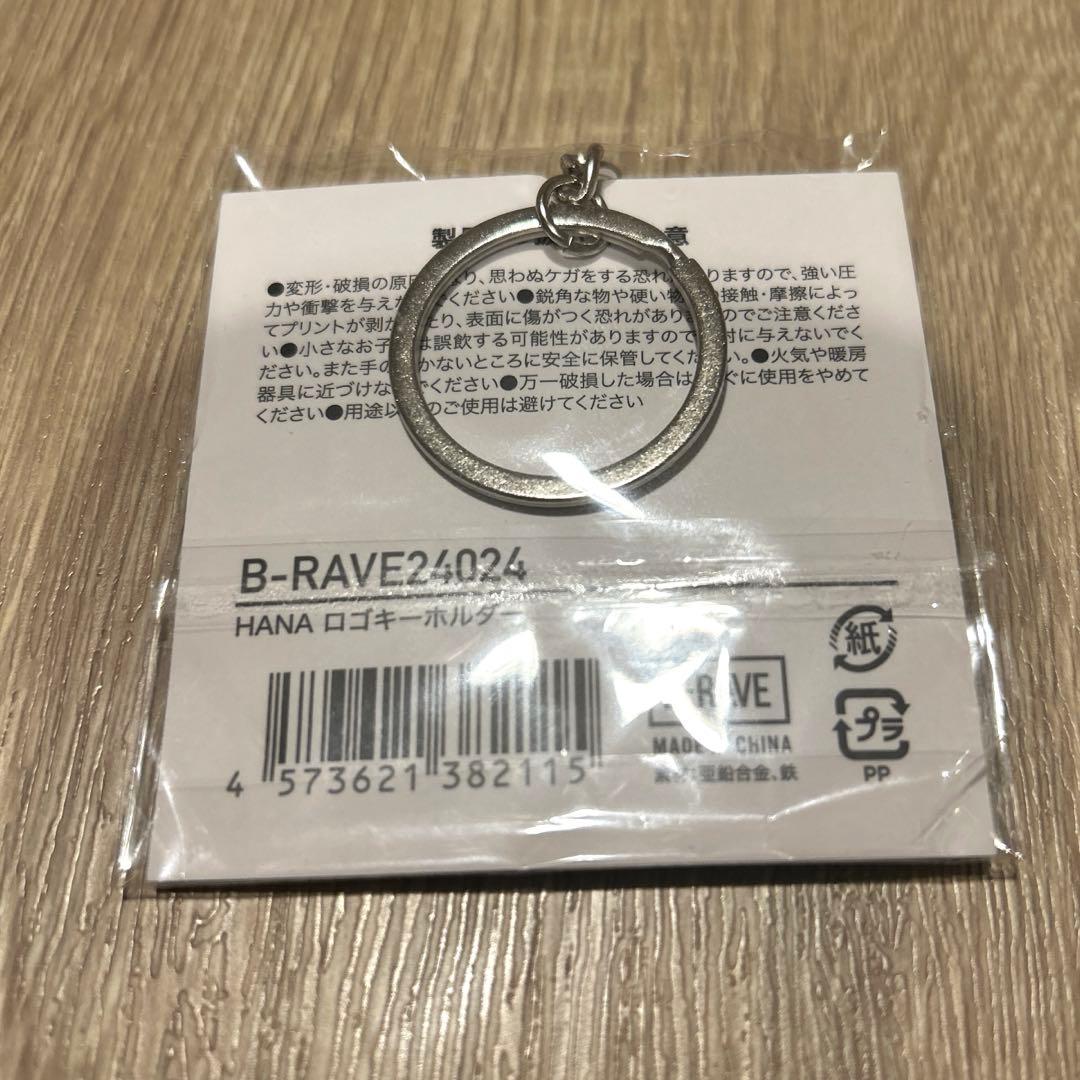 製 意
●変形・破損の原 り、思わぬケガをする恐れ りますので、強い圧
力や衝撃を与え ください●鋭角な物や硬い物 接触・摩擦によっ
てプリントが剥が たり、表面に傷がつく恐れがあ のでご注意くださ
い●小さなお子 は誤飲する可能性がありますので 対に与えないでく
ださい。また手の かないところに安全に保管してください。●火気や暖房
器具に近づけな でください●万一破損した場合は ぐに使用をやめて
ください●用途以 のご使用は避けてください
B-RAVE24024
HANA ロゴキーホルダー
4 573621 382115
-RAVE
MADE CHINA
亜鉛合金、鉄
紙
プラ
PP